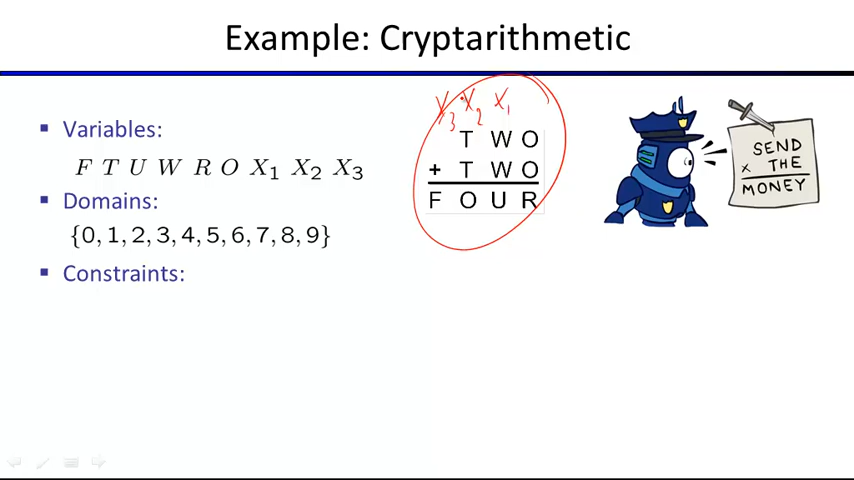 Example: Cryptarithmetic
Variables:
F T U W R O X₁ X₂ X₃
Domains:
{0, 1, 2, 3, 4, 5, 6, 7, 8, 9}
Constraints:
X₃ X₂ X₁
T W O
+ T W O
F O U R
SEND
× THE
MONEY